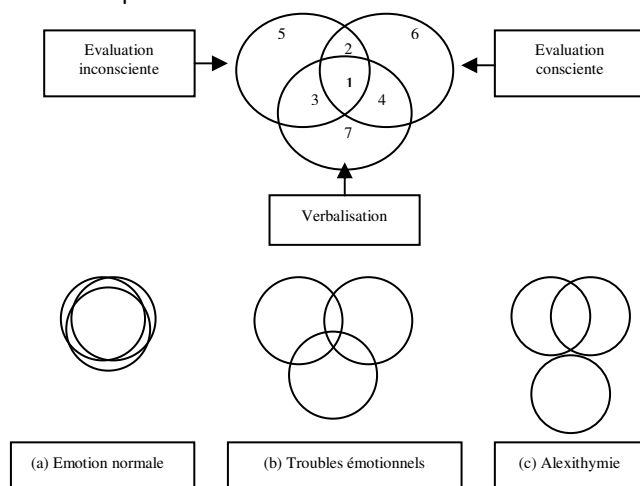 Evaluation
inconsciente
5
2
6
1
3
4
7
Evaluation
consciente
Verbalisation
(a) Emotion normale
(b) Troubles émotionnels
(c) Alexithymie